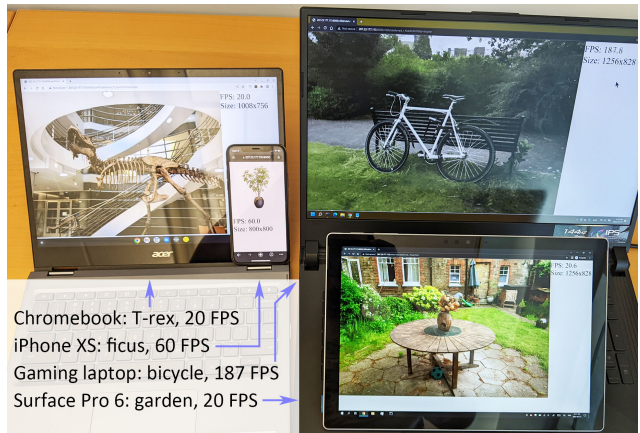 FPS: 20.0
Size: 1008x756
FPS: 187.6
Size: 1256x828
FPS: 60.0
Size: 800x800
acer
144Hz IPS
FPS: 20.6
Size: 1256x828
Chromebook: T-rex, 20 FPS
iPhone XS: ficus, 60 FPS
Gaming laptop: bicycle, 187 FPS
Surface Pro 6: garden, 20 FPS